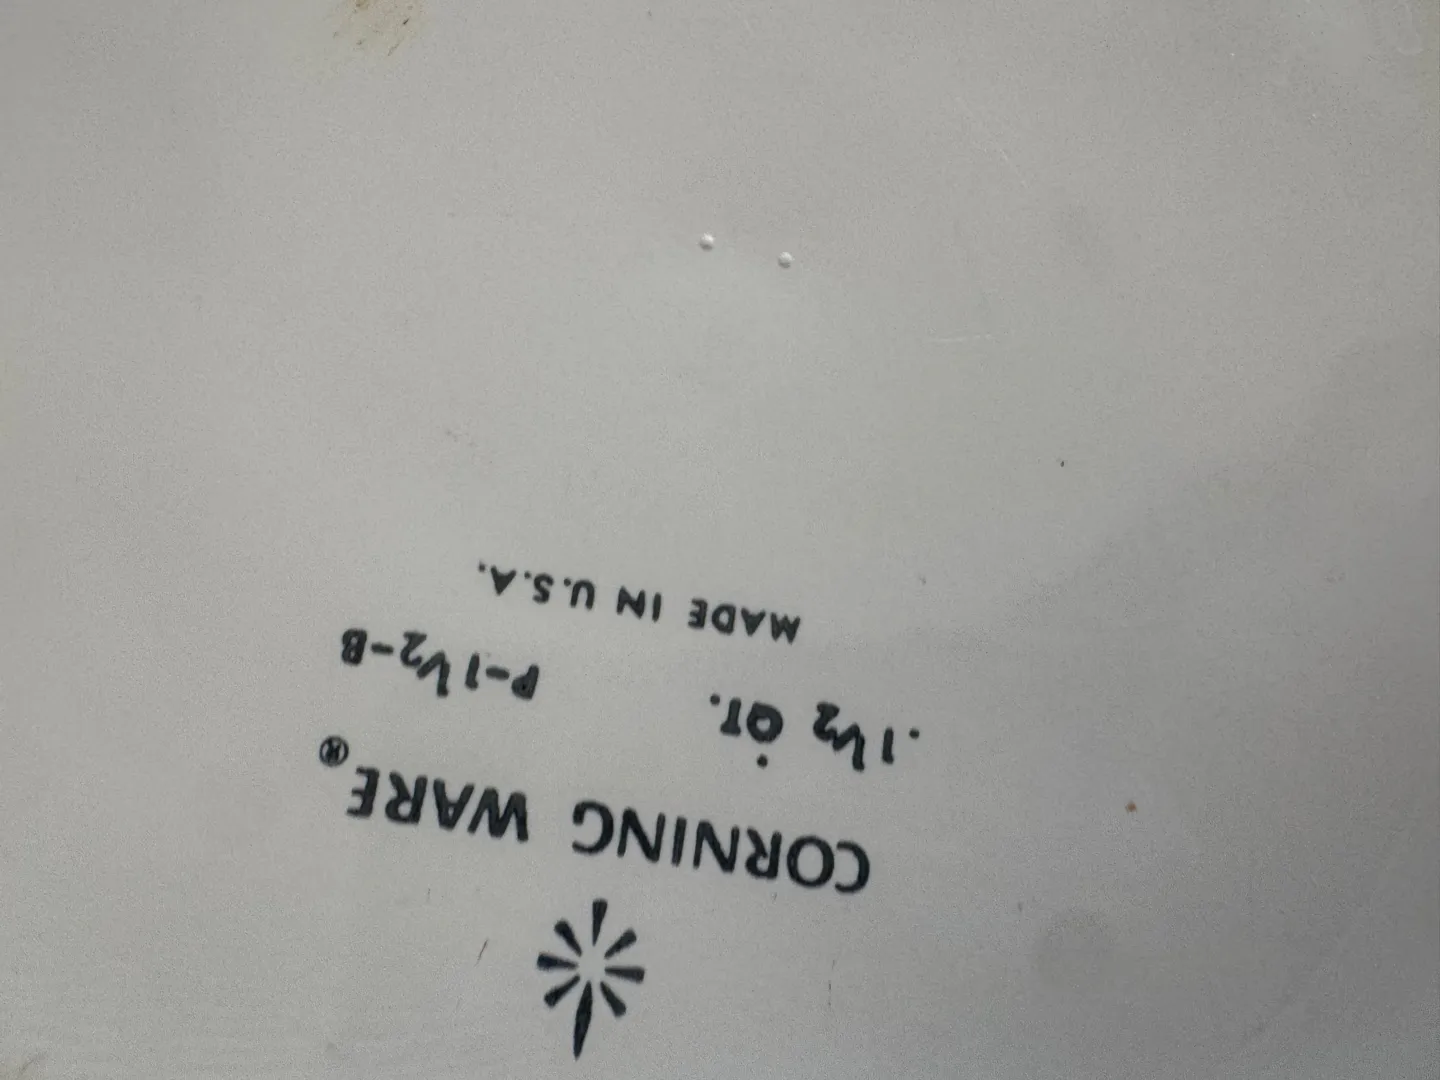 CORNING WARE®
.1½ QT. P-1½-B
MADE IN U.S.A.